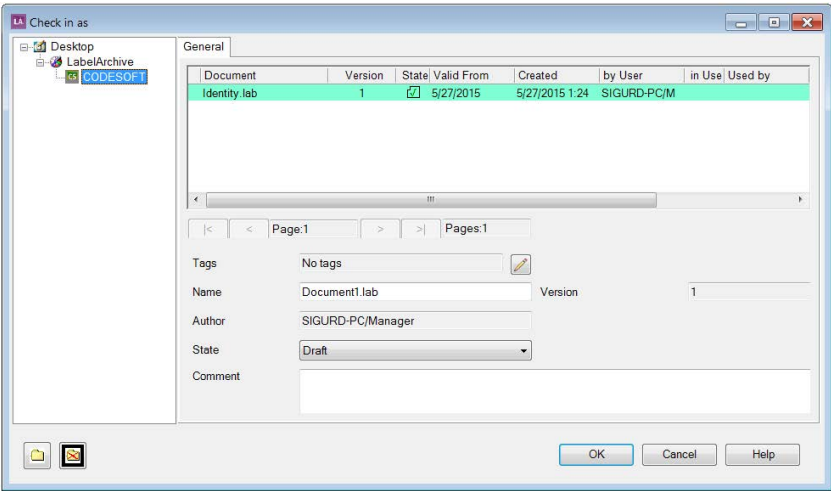 LA Check in as
Desktop
LabelArchive
CS CODESOFT
General
Document Version State Valid From Created by User in Use Used by
Identity.lab 1 5/27/2015 5/27/2015 1:24 SIGURD-PC/M
|< < Page:1 > >| Pages:1
Tags No tags
Name Document1.lab Version 1
Author SIGURD-PC/Manager
State Draft
Comment
OK Cancel Help